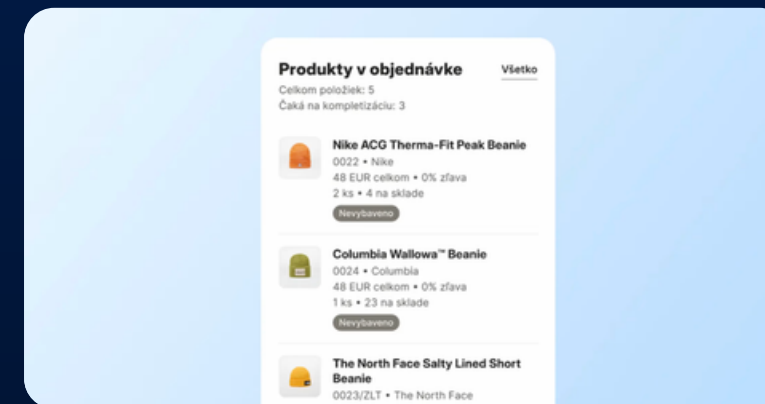 Produkty v objednávke
Všetko
Celkom položiek: 5
Čaká na kompletizáciu: 3
Nike ACG Therma-Fit Peak Beanie
0022 • Nike
48 EUR celkom • 0% zľava
2 ks • 4 na sklade
Nevybaveno
Columbia Wallowa™ Beanie
0024 • Columbia
48 EUR celkom • 0% zľava
1 ks • 23 na sklade
Nevybaveno
The North Face Salty Lined Short
Beanie
0023/ZLT • The North Face